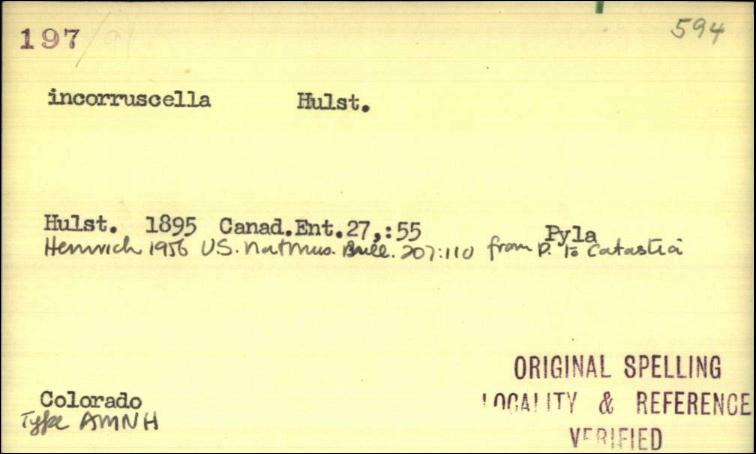 197/91 594
incorruscella Hulst.
Hulst. 1895 Canad.Ent.27,:55 Pyla
Heinrich 1956 U.S. Nat Mus. Bull. 207:110 from P. to Catastia
Colorado
Type AMNH
ORIGINAL SPELLING
LOCALITY & REFERENCE
VERIFIED